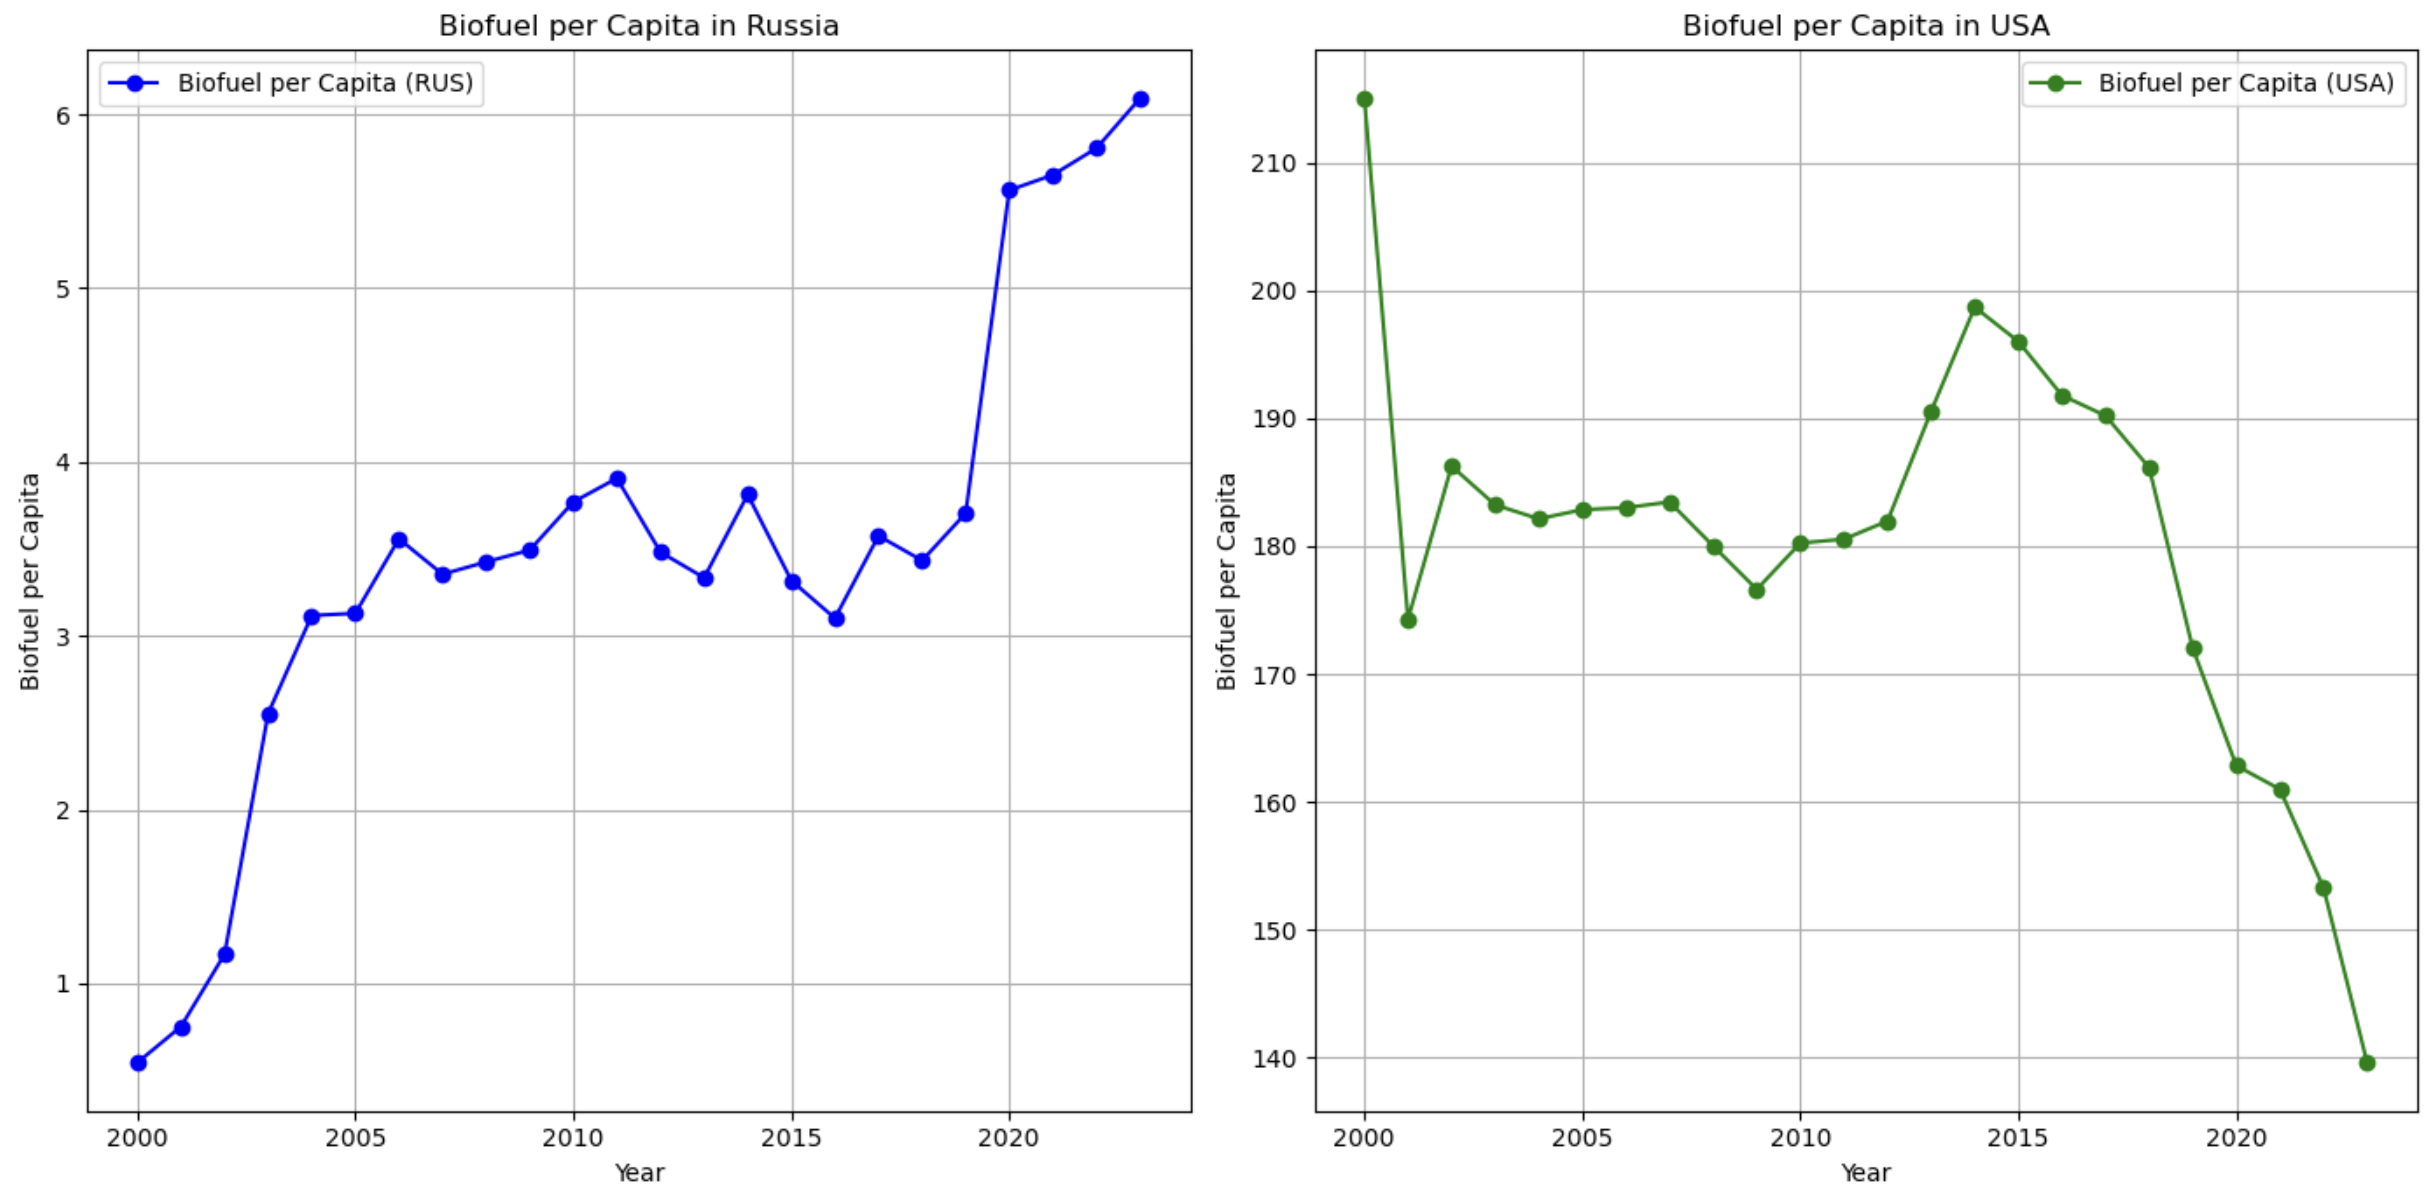 Biofuel per Capita in Russia
Biofuel per Capita (RUS)
Biofuel per Capita
6
5
4
3
2
1
2000 2005 2010 2015 2020
Year
Biofuel per Capita in USA
Biofuel per Capita (USA)
Biofuel per Capita
210
200
190
180
170
160
150
140
2000 2005 2010 2015 2020
Year